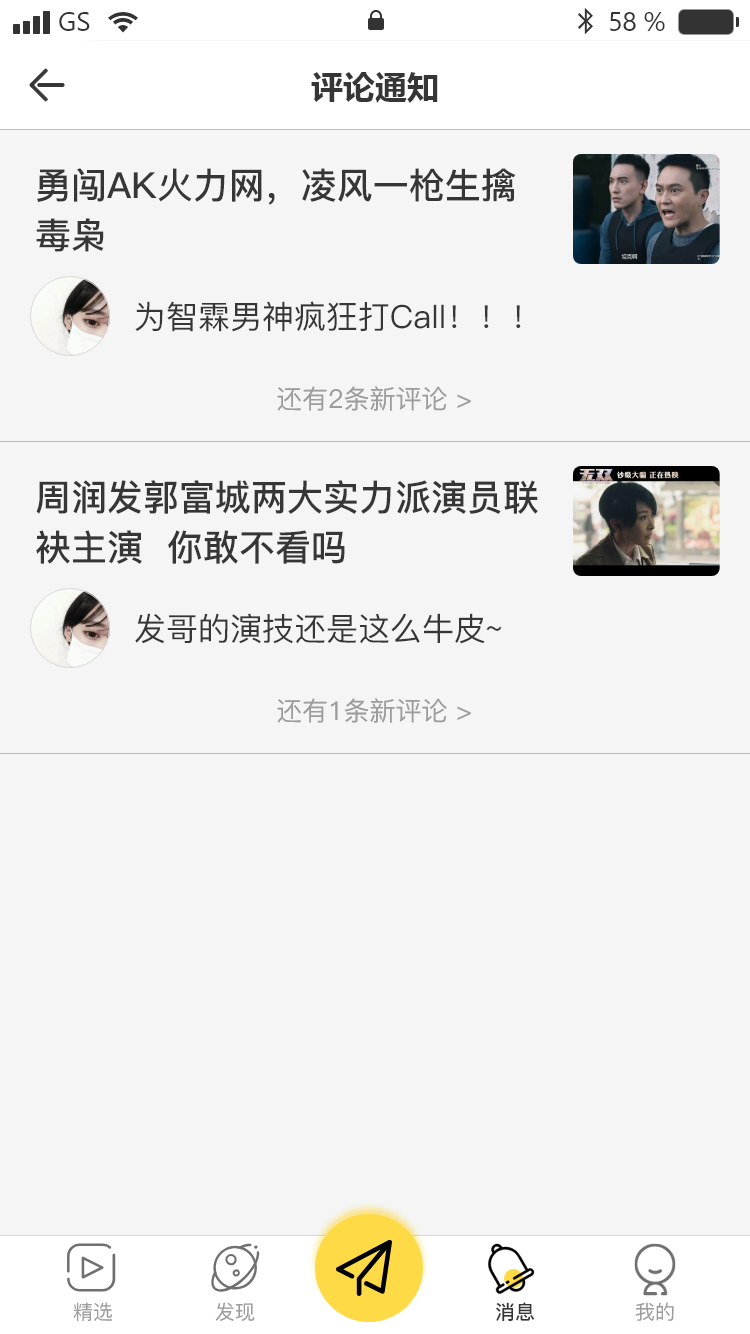 GS 58 %
评论通知
勇闯AK火力网，凌风一枪生擒
毒枭
为智霖男神疯狂打Call！！！
还有2条新评论 >
周润发郭富城两大实力派演员联
袂主演 你敢不看吗
无双 钞级大骗 正在热映
发哥的演技还是这么牛皮~
还有1条新评论 >
精选 发现 消息 我的